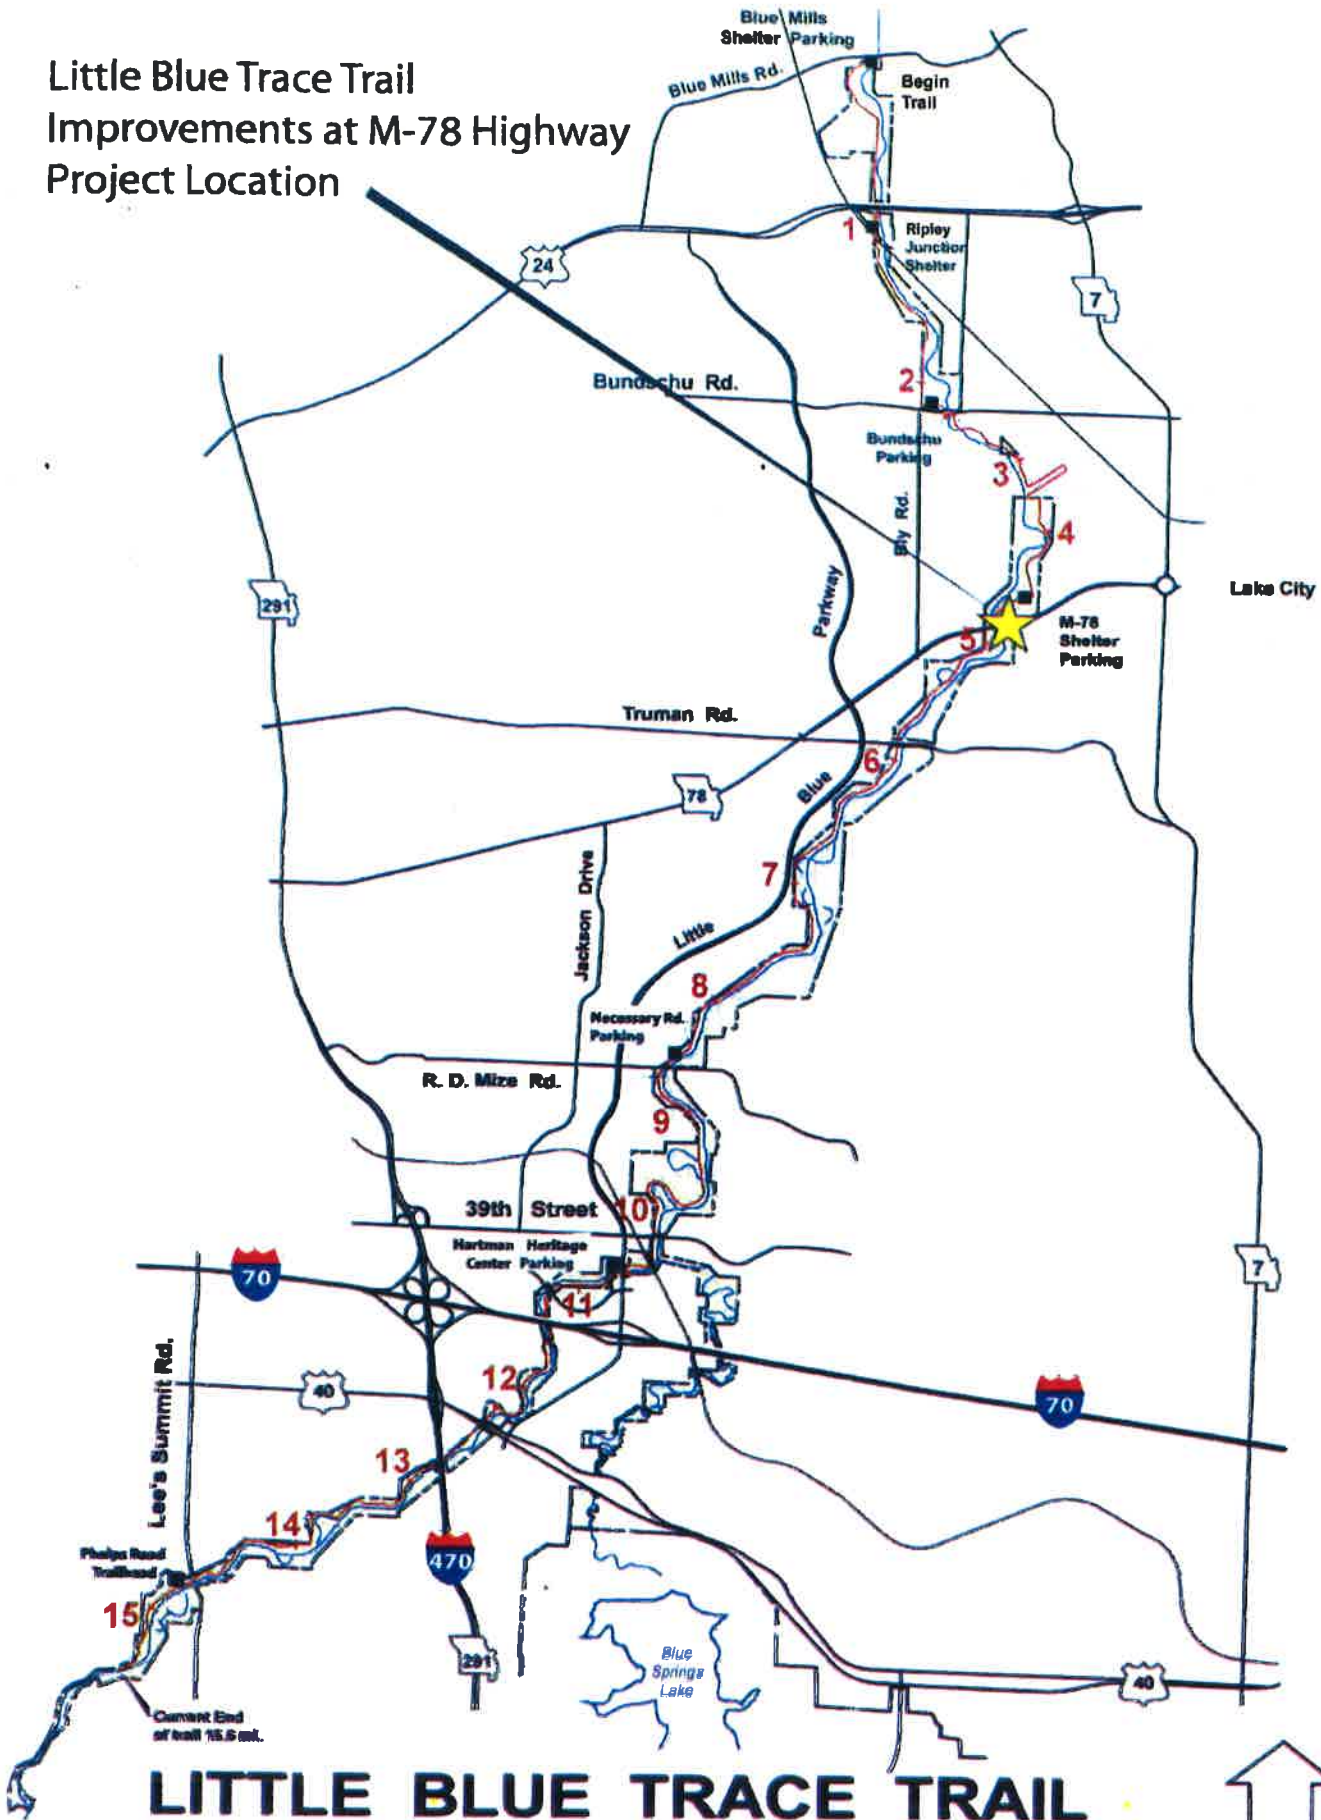 Little Blue Trace Trail
Improvements at M-78 Highway
Project Location
Blue Mills
Shelter Parking
Blue Mills Rd.
Begin
Trail
1
Ripley
Junction
Shelter
24
7
2
Bundschu Rd.
Bundschu
Parking
3
Bly Rd.
4
291
Parkway
Lake City
5
M-78
Shelter
Parking
Truman Rd.
6
78
Blue
7
Jackson Drive
Little
8
Necessary Rd.
Parking
R. D. Mize Rd.
9
39th Street
10
Hartman Heritage
Center Parking
70
7
11
Lee's Summit Rd.
40
12
70
13
14
470
Phelps Road
Trailhead
15
291
Blue
Springs
Lake
40
Current End
of trail 15.6 mi.
LITTLE BLUE TRACE TRAIL